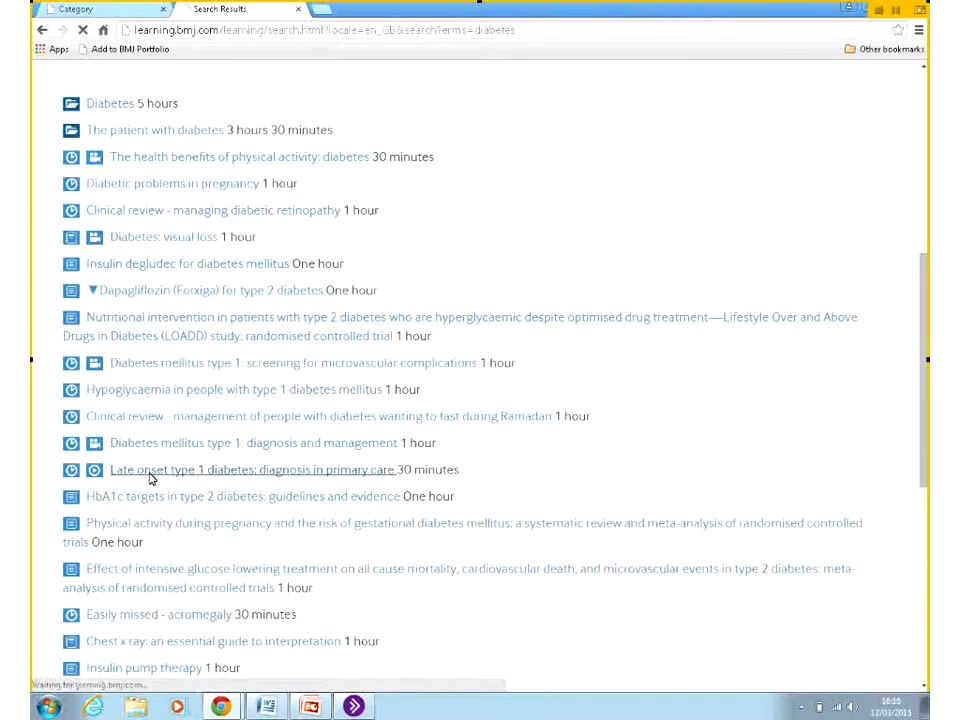 Category
Search Results
learning.bmj.com/learning/search.html?locale=en_GB&searchTerms=diabetes
Apps Add to BMJ Portfolio Other bookmarks
Diabetes 5 hours
The patient with diabetes 3 hours 30 minutes
The health benefits of physical activity: diabetes 30 minutes
Diabetic problems in pregnancy 1 hour
Clinical review - managing diabetic retinopathy 1 hour
Diabetes: visual loss 1 hour
Insulin degludec for diabetes mellitus One hour
▼Dapagliflozin (Forxiga) for type 2 diabetes One hour
Nutritional intervention in patients with type 2 diabetes who are hyperglycaemic despite optimised drug treatment—Lifestyle Over and Above
Drugs in Diabetes (LOADD) study: randomised controlled trial 1 hour
Diabetes mellitus type 1: screening for microvascular complications 1 hour
Hypoglycaemia in people with type 1 diabetes mellitus 1 hour
Clinical review - management of people with diabetes wanting to fast during Ramadan 1 hour
Diabetes mellitus type 1: diagnosis and management 1 hour
Late onset type 1 diabetes: diagnosis in primary care 30 minutes
HbA1c targets in type 2 diabetes: guidelines and evidence One hour
Physical activity during pregnancy and the risk of gestational diabetes mellitus: a systematic review and meta-analysis of randomised controlled
trials One hour
Effect of intensive glucose lowering treatment on all cause mortality, cardiovascular death, and microvascular events in type 2 diabetes: meta-
analysis of randomised controlled trials 1 hour
Easily missed - acromegaly 30 minutes
Chest x ray: an essential guide to interpretation 1 hour
Insulin pump therapy 1 hour
Waiting for learning.bmj.com...
16:16
12/03/2015